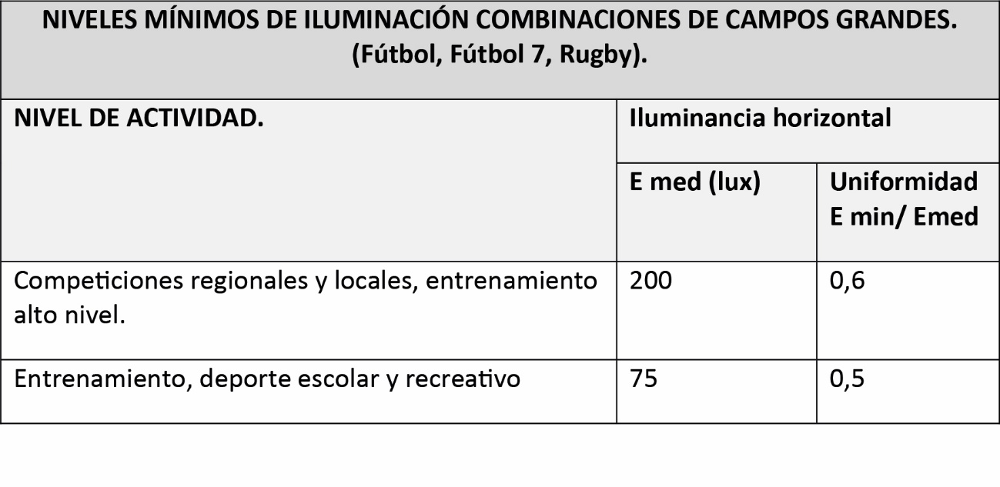 NIVELES MÍNIMOS DE ILUMINACIÓN COMBINACIONES DE CAMPOS GRANDES.
(Fútbol, Fútbol 7, Rugby).
NIVEL DE ACTIVIDAD.
Iluminancia horizontal
E med (lux)
Uniformidad
E min/ Emed
Competiciones regionales y locales, entrenamiento
alto nivel.
200
0,6
Entrenamiento, deporte escolar y recreativo
75
0,5